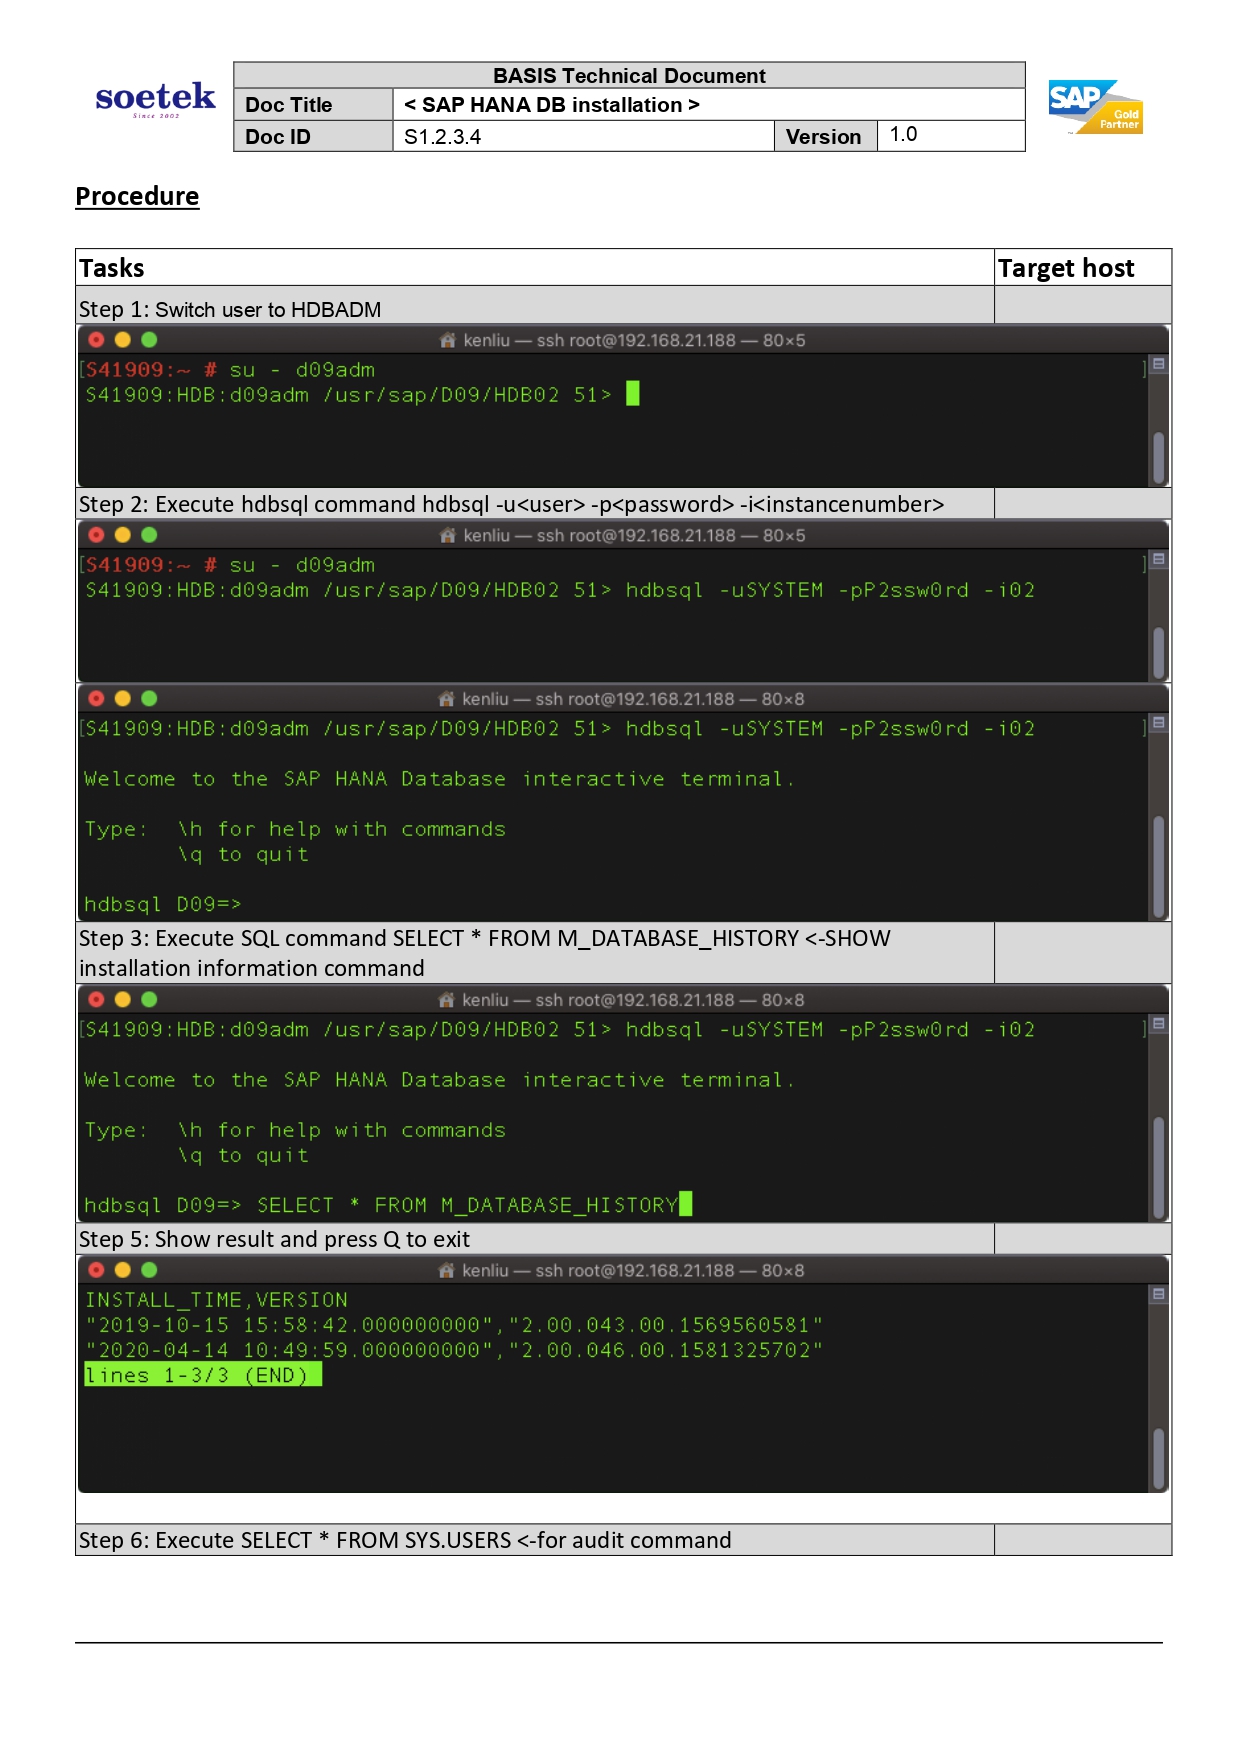 soetek
Since 2002
BASIS Technical Document
Doc Title < SAP HANA DB installation >
Doc ID S1.2.3.4 Version 1.0
SAP Gold Partner
Procedure
Tasks Target host
Step 1: Switch user to HDBADM
kenliu — ssh root@192.168.21.188 — 80×5
[S41909:~ # su - d09adm ]
S41909:HDB:d09adm /usr/sap/D09/HDB02 51>
Step 2: Execute hdbsql command hdbsql -u<user> -p<password> -i<instancenumber>
kenliu — ssh root@192.168.21.188 — 80×5
[S41909:~ # su - d09adm ]
S41909:HDB:d09adm /usr/sap/D09/HDB02 51> hdbsql -uSYSTEM -pP2ssw0rd -i02
kenliu — ssh root@192.168.21.188 — 80×8
[S41909:HDB:d09adm /usr/sap/D09/HDB02 51> hdbsql -uSYSTEM -pP2ssw0rd -i02 ]
Welcome to the SAP HANA Database interactive terminal.
Type: \h for help with commands
\q to quit
hdbsql D09=>
Step 3: Execute SQL command SELECT * FROM M_DATABASE_HISTORY <-SHOW
installation information command
kenliu — ssh root@192.168.21.188 — 80×8
[S41909:HDB:d09adm /usr/sap/D09/HDB02 51> hdbsql -uSYSTEM -pP2ssw0rd -i02 ]
Welcome to the SAP HANA Database interactive terminal.
Type: \h for help with commands
\q to quit
hdbsql D09=> SELECT * FROM M_DATABASE_HISTORY
Step 5: Show result and press Q to exit
kenliu — ssh root@192.168.21.188 — 80×8
INSTALL_TIME,VERSION
"2019-10-15 15:58:42.000000000","2.00.043.00.1569560581"
"2020-04-14 10:49:59.000000000","2.00.046.00.1581325702"
lines 1-3/3 (END)
Step 6: Execute SELECT * FROM SYS.USERS <-for audit command